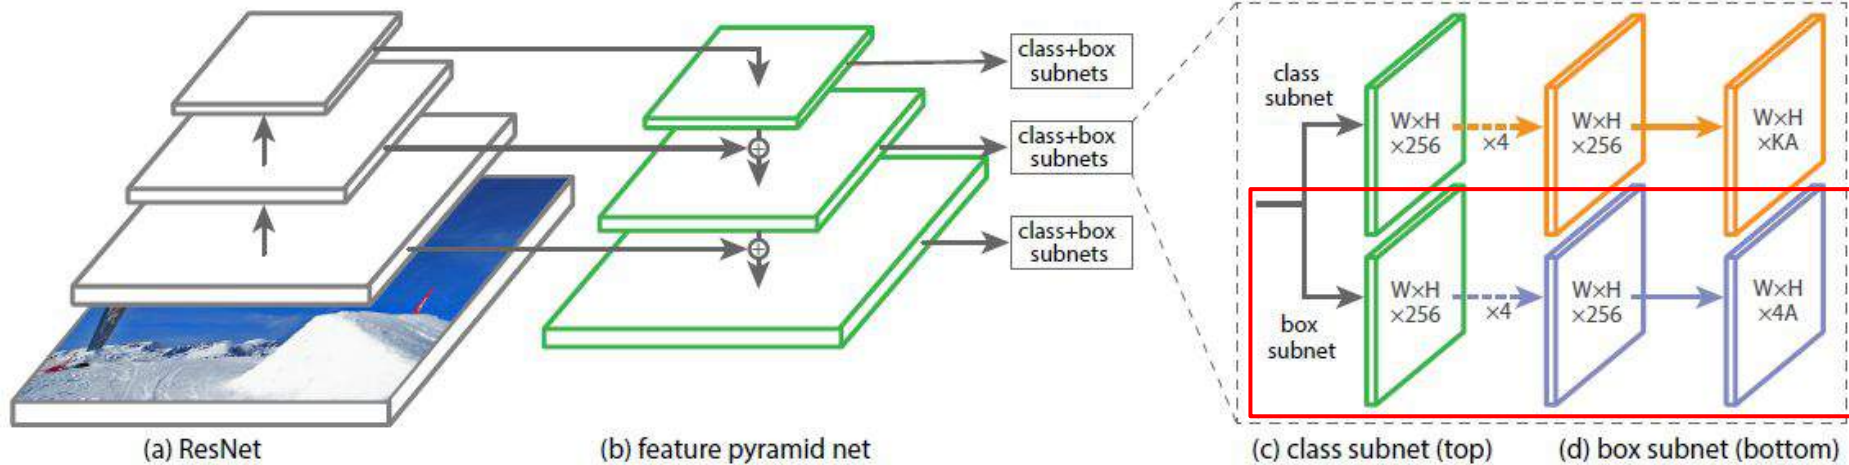 class+box
subnets
class+box
subnets
class+box
subnets
class
subnet
W×H
×256
×4
W×H
×256
W×H
×KA
box
subnet
W×H
×256
×4
W×H
×256
W×H
×4A
(a) ResNet
(b) feature pyramid net
(c) class subnet (top)
(d) box subnet (bottom)